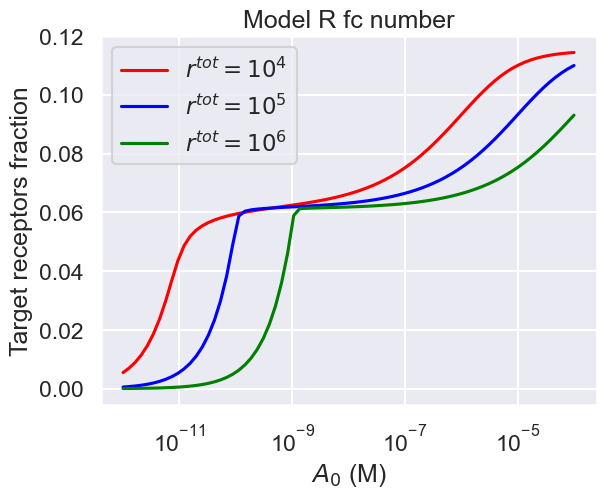 Model R fc number
r^{tot} = 10^4
r^{tot} = 10^5
r^{tot} = 10^6
Target receptors fraction
0.12
0.10
0.08
0.06
0.04
0.02
0.00
10^{-11} 10^{-9} 10^{-7} 10^{-5}
A_0 (M)